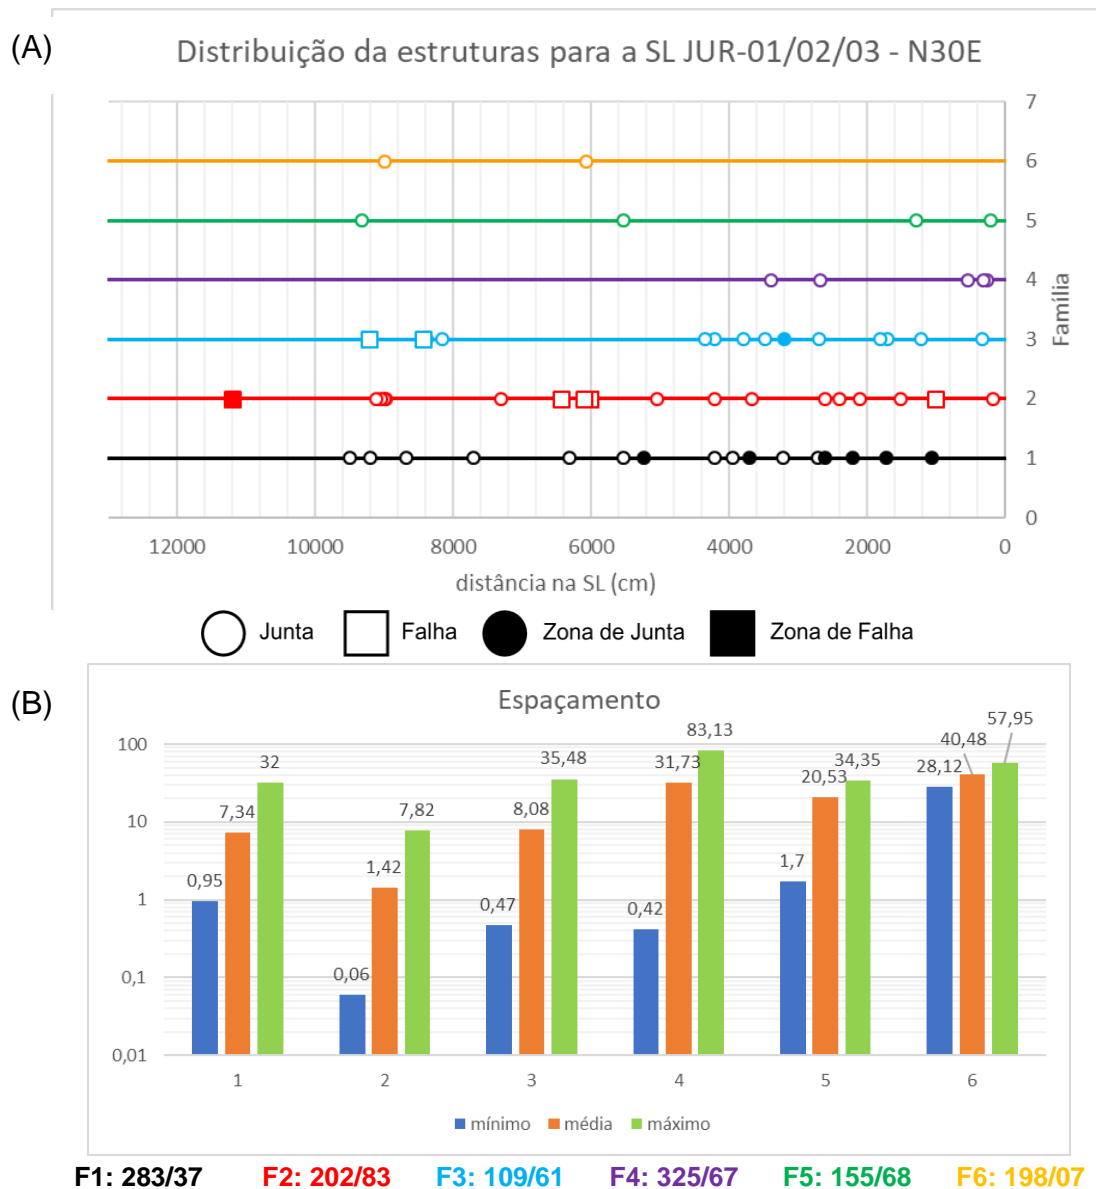 (A)
Distribuição da estruturas para a SL JUR-01/02/03 - N30E
7
6
5
4
3
2
1
0
Família
12000 10000 8000 6000 4000 2000 0
distância na SL (cm)
Junta Falha Zona de Junta Zona de Falha
(B)
Espaçamento
100
10
1
0,1
0,01
0,95 7,34 32
0,06 1,42 7,82
0,47 8,08 35,48
0,42 31,73 83,13
1,7 20,53 34,35
28,12 40,48 57,95
1 2 3 4 5 6
mínimo média máximo
F1: 283/37 F2: 202/83 F3: 109/61 F4: 325/67 F5: 155/68 F6: 198/07